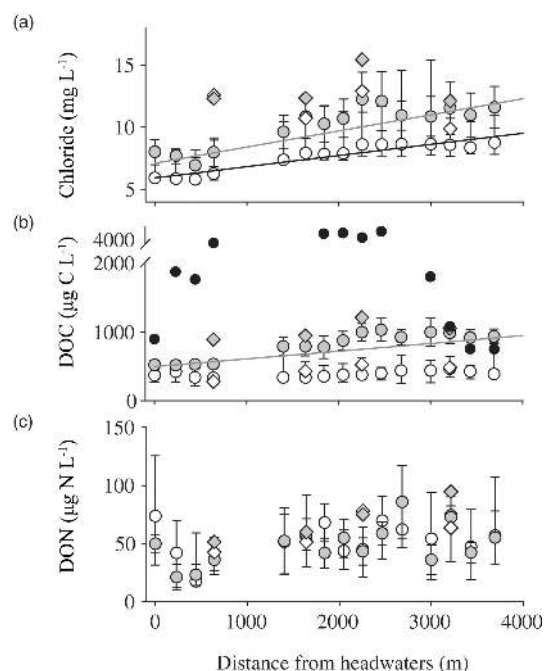 (a)
Chloride (mg L⁻¹)
15
10
5
(b)
DOC (µg C L⁻¹)
4000
2000
1000
0
(c)
DON (µg N L⁻¹)
150
100
50
0
0 1000 2000 3000 4000
Distance from headwaters (m)